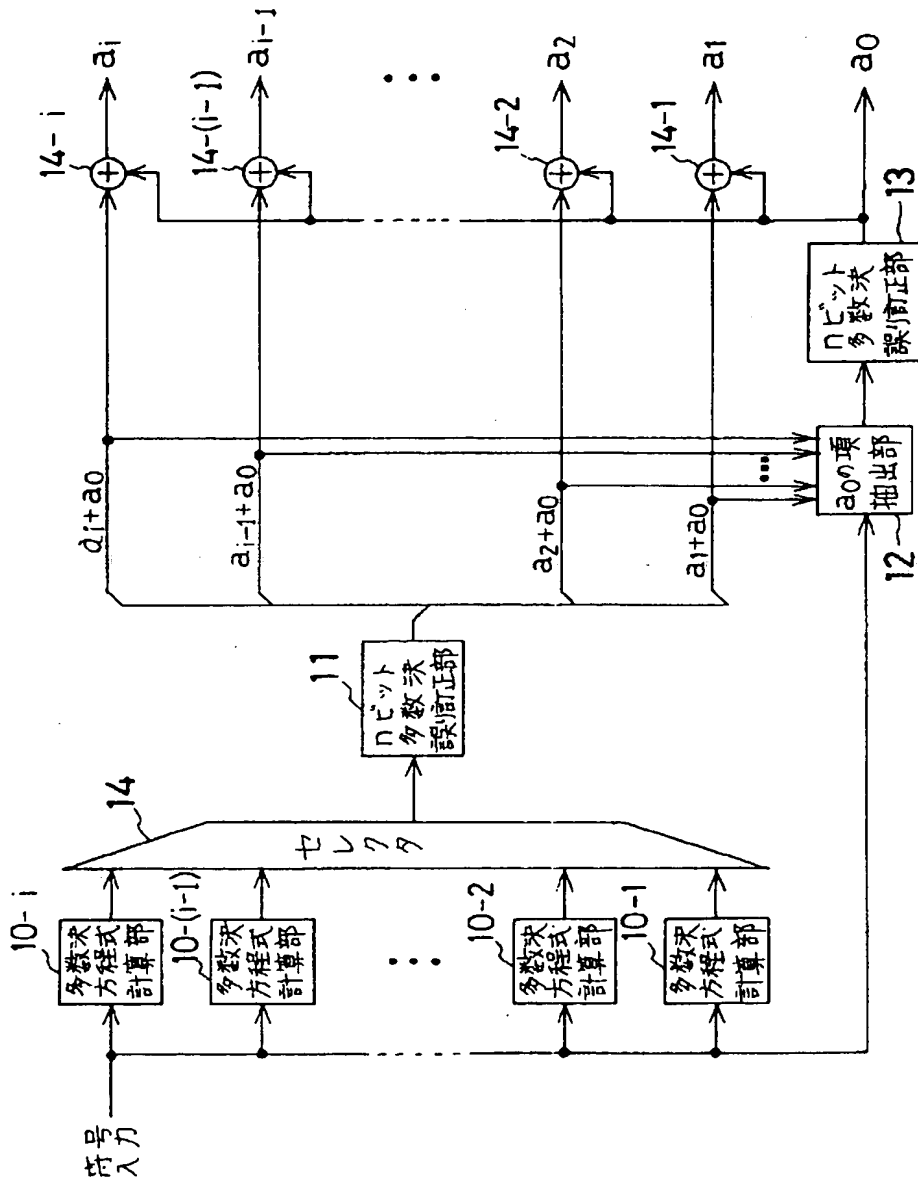 符号
入力
10-i
多数決
方程式
計算部
10-(i-1)
多数決
方程式
計算部
10-2
多数決
方程式
計算部
10-1
多数決
方程式
計算部
14
セレクタ
11
nビット
多数決
誤り訂正部
ai+a0
ai-1+a0
a2+a0
a1+a0
a0の項
抽出部
12
nビット
多数決
誤り訂正部
13
14-i
ai
14-(i-1)
ai-1
14-2
a2
14-1
a1
a0